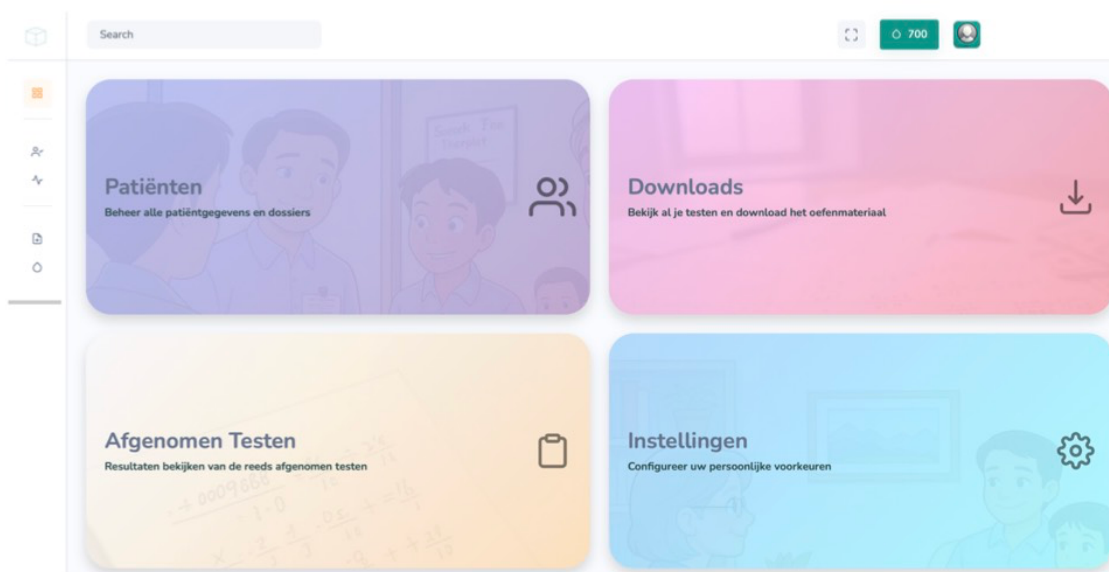 Search
700
Patiënten
Beheer alle patiëntgegevens en dossiers
Downloads
Bekijk al je testen en download het oefenmateriaal
Afgenomen Testen
Resultaten bekijken van de reeds afgenomen testen
Instellingen
Configureer uw persoonlijke voorkeuren